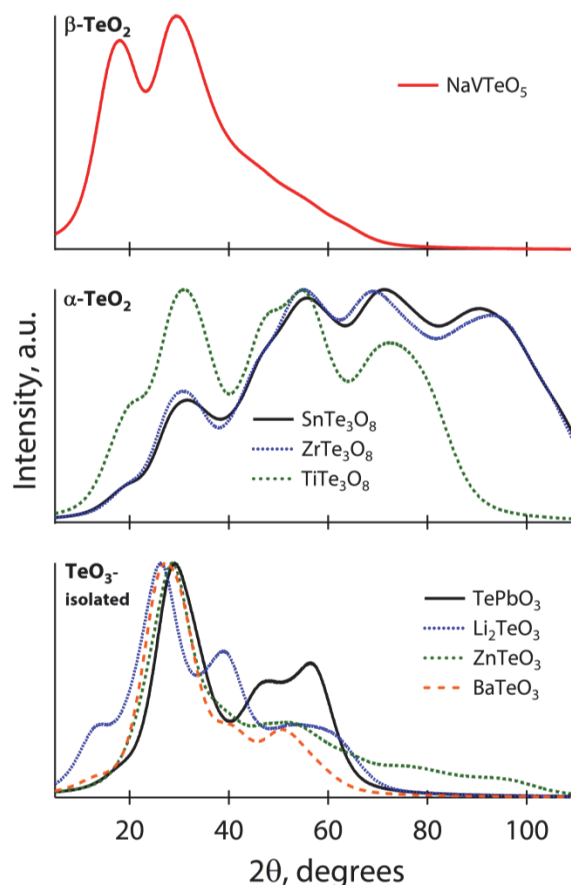 β-TeO₂
NaVTeO₅
α-TeO₂
SnTe₃O₈
ZrTe₃O₈
TiTe₃O₈
Intensity, a.u.
TeO₃-
isolated
TePbO₃
Li₂TeO₃
ZnTeO₃
BaTeO₃
20 40 60 80 100
2θ, degrees